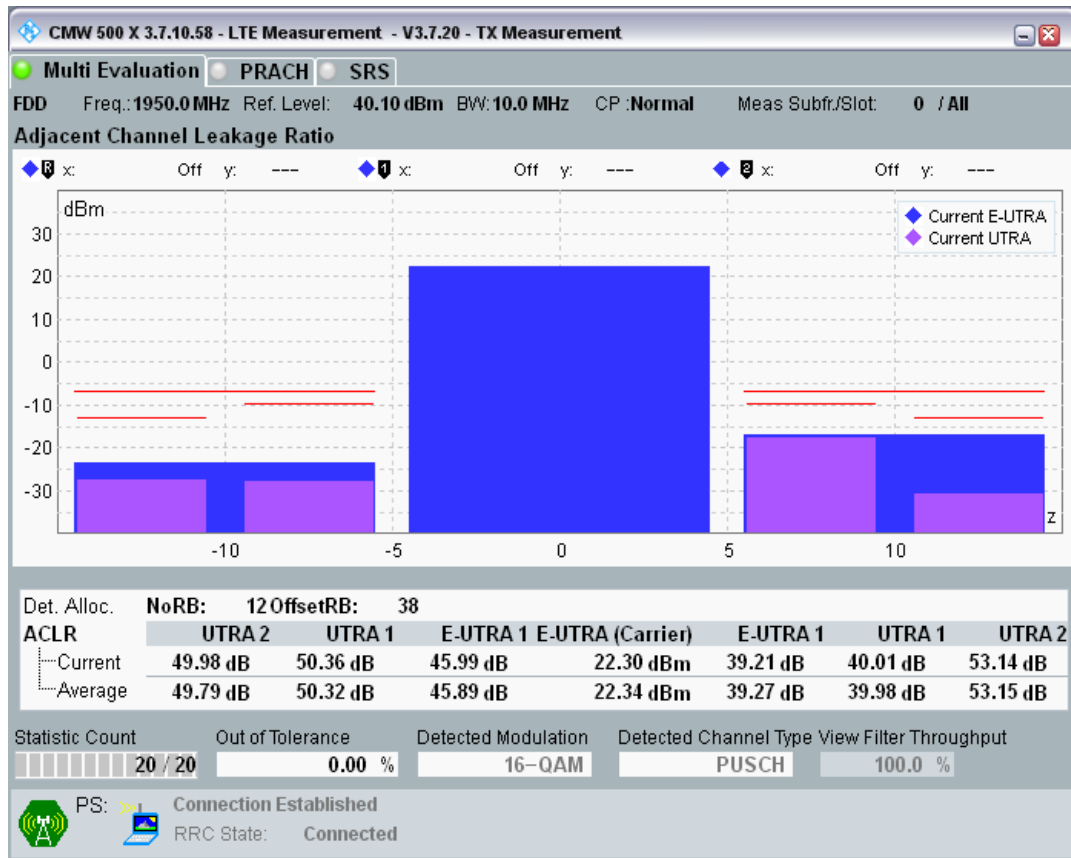 CMW 500 X 3.7.10.58 - LTE Measurement - V3.7.20 - TX Measurement
Multi Evaluation PRACH SRS
FDD Freq.:1950.0 MHz Ref. Level: 40.10 dBm BW:10.0 MHz CP :Normal Meas Subfr./Slot: 0 / All
Adjacent Channel Leakage Ratio
R x: Off y: --- 1 x: Off y: --- 2 x: Off y: ---
dBm
Current E-UTRA
Current UTRA
30
20
10
0
-10
-20
-30
z
-10 -5 0 5 10
Det. Alloc. NoRB: 12 OffsetRB: 38
ACLR UTRA 2 UTRA 1 E-UTRA 1 E-UTRA (Carrier) E-UTRA 1 UTRA 1 UTRA 2
Current 49.98 dB 50.36 dB 45.99 dB 22.30 dBm 39.21 dB 40.01 dB 53.14 dB
Average 49.79 dB 50.32 dB 45.89 dB 22.34 dBm 39.27 dB 39.98 dB 53.15 dB
Statistic Count Out of Tolerance Detected Modulation Detected Channel Type View Filter Throughput
20 / 20 0.00 % 16-QAM PUSCH 100.0 %
PS: Connection Established
RRC State: Connected